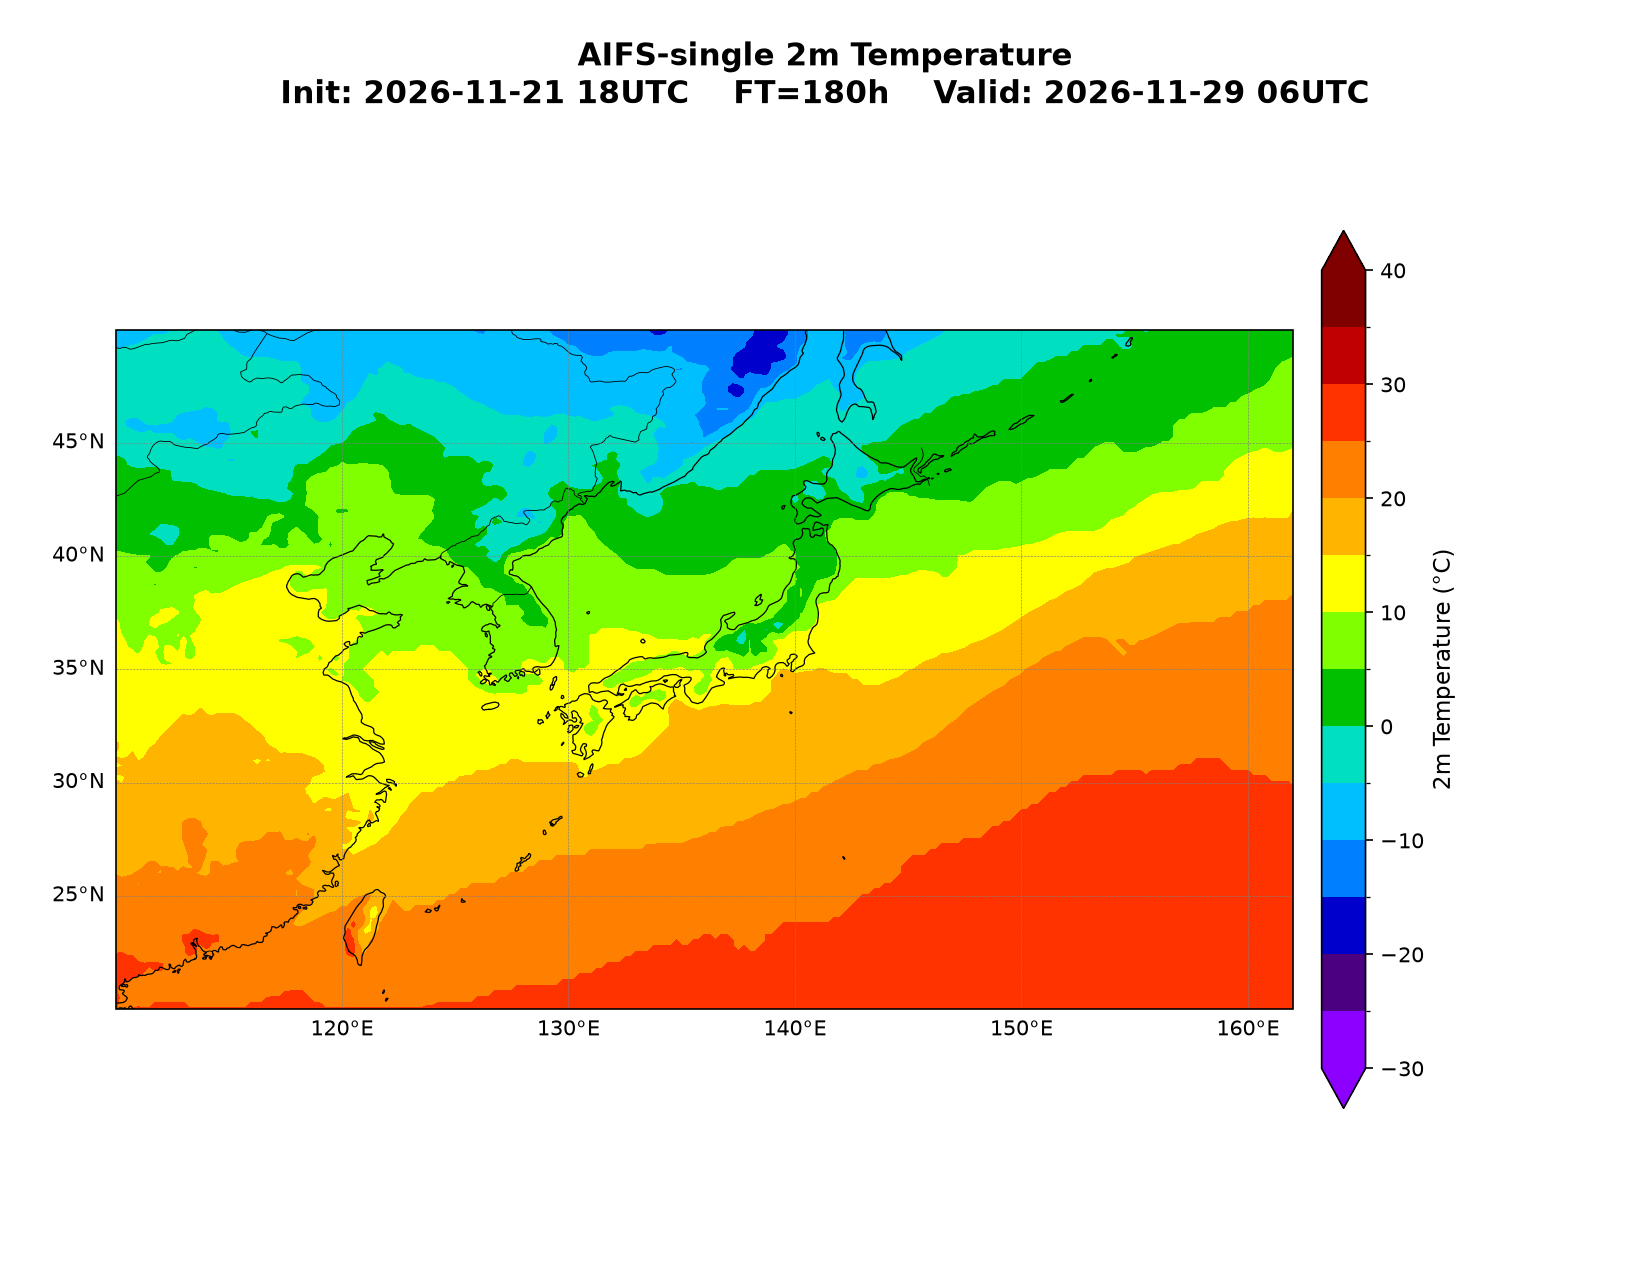 AIFS-single 2m Temperature
Init: 2026-11-21 18UTC    FT=180h    Valid: 2026-11-29 06UTC
45°N
40°N
35°N
30°N
25°N
120°E
130°E
140°E
150°E
160°E
40
30
20
10
0
−10
−20
−30
2m Temperature (°C)